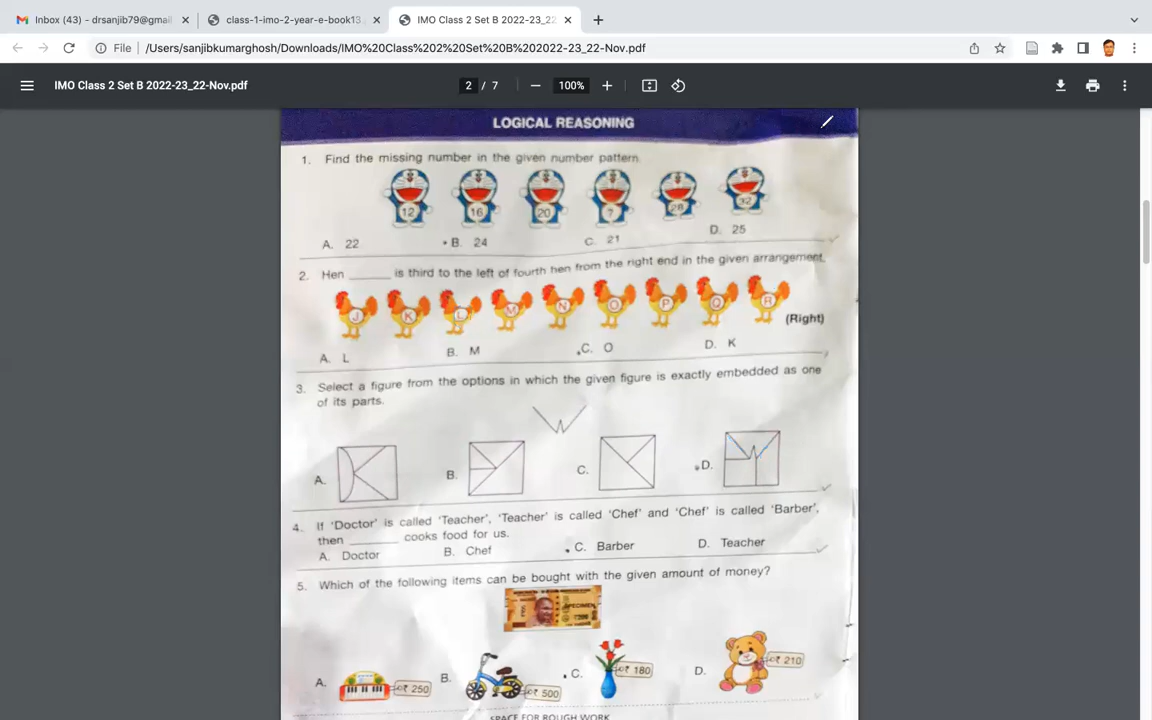 Inbox (43) - drsanjib79@gmai
class-1-imo-2-year-e-book13.
IMO Class 2 Set B 2022-23_22-
File /Users/sanjibkumarghosh/Downloads/IMO%20Class%202%20Set%20B%202022-23_22-Nov.pdf
IMO Class 2 Set B 2022-23_22-Nov.pdf
2 / 7
100%
LOGICAL REASONING
1. Find the missing number in the given number pattern.
12 16 20 ? 28 32
A. 22 B. 24 C. 21 D. 25
2. Hen ______ is third to the left of fourth hen from the right end in the given arrangement.
J K L M N O P Q R
(Right)
A. L B. M C. O D. K
3. Select a figure from the options in which the given figure is exactly embedded as one
of its parts.
A. B. C. D.
4. If 'Doctor' is called 'Teacher', 'Teacher' is called 'Chef' and 'Chef' is called 'Barber',
then ______ cooks food for us.
A. Doctor B. Chef C. Barber D. Teacher
5. Which of the following items can be bought with the given amount of money?
SPECIMEN
A. ₹ 250 B. ₹ 500 C. ₹ 180 D. ₹ 210
SPACE FOR ROUGH WORK